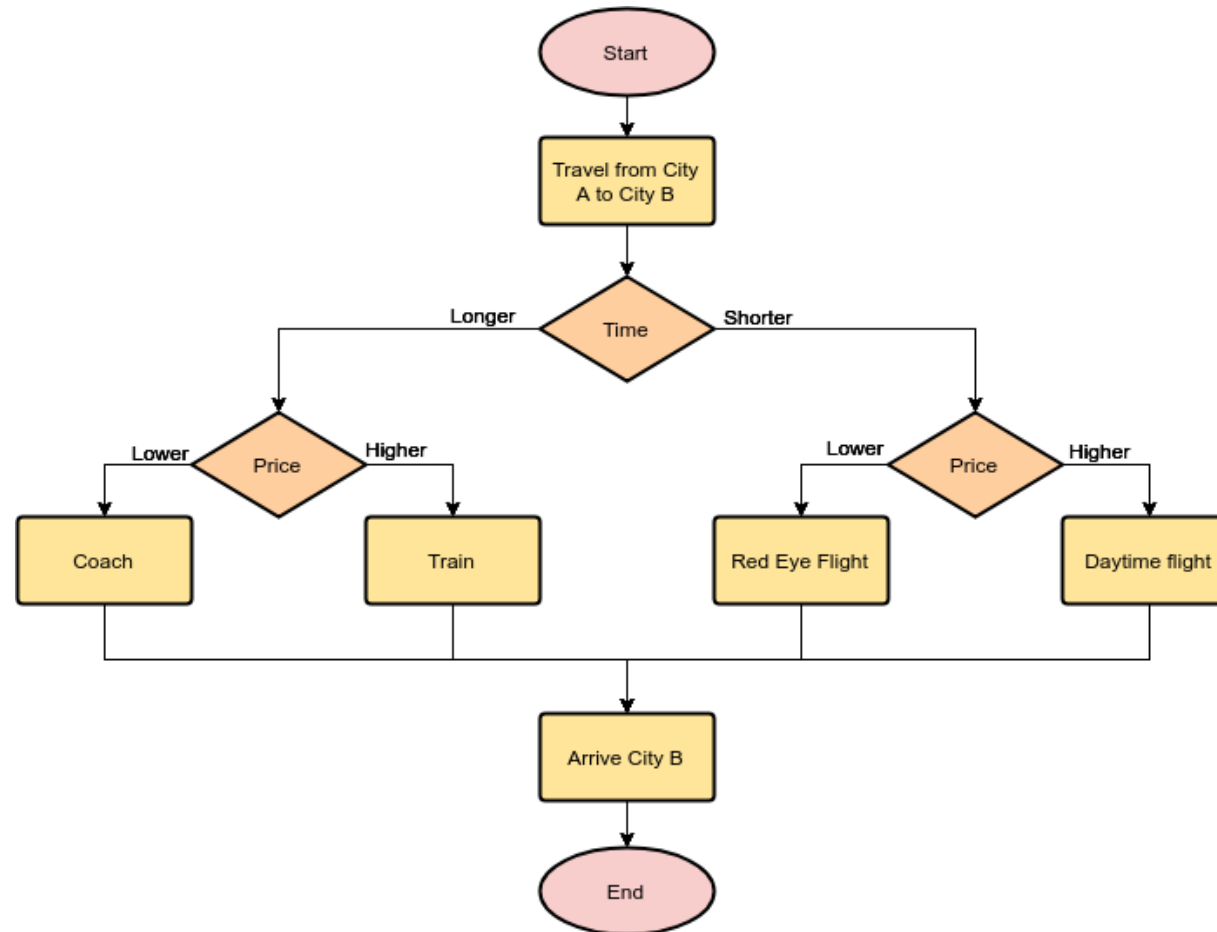 Start
Travel from City
A to City B
Longer
Time
Shorter
Lower
Price
Higher
Lower
Price
Higher
Coach
Train
Red Eye Flight
Daytime flight
Arrive City B
End